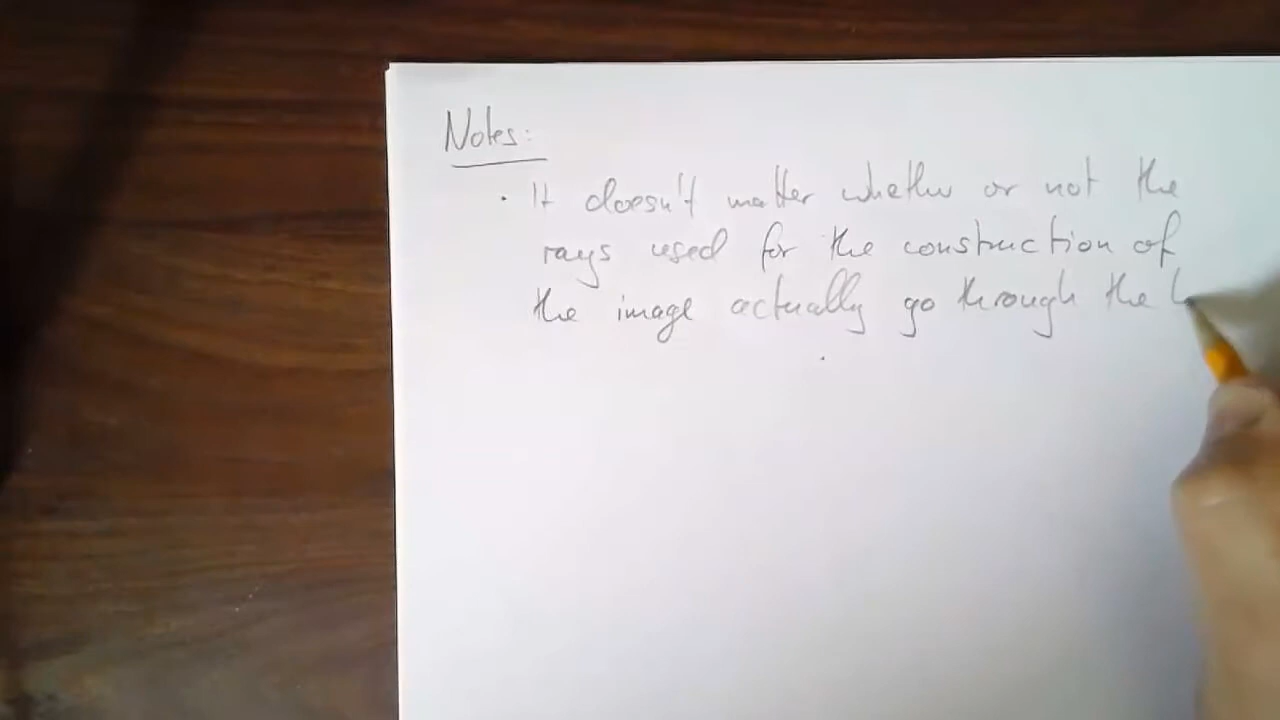 Notes:
· It doesn't matter whether or not the
rays used for the construction of
the image actually go through the